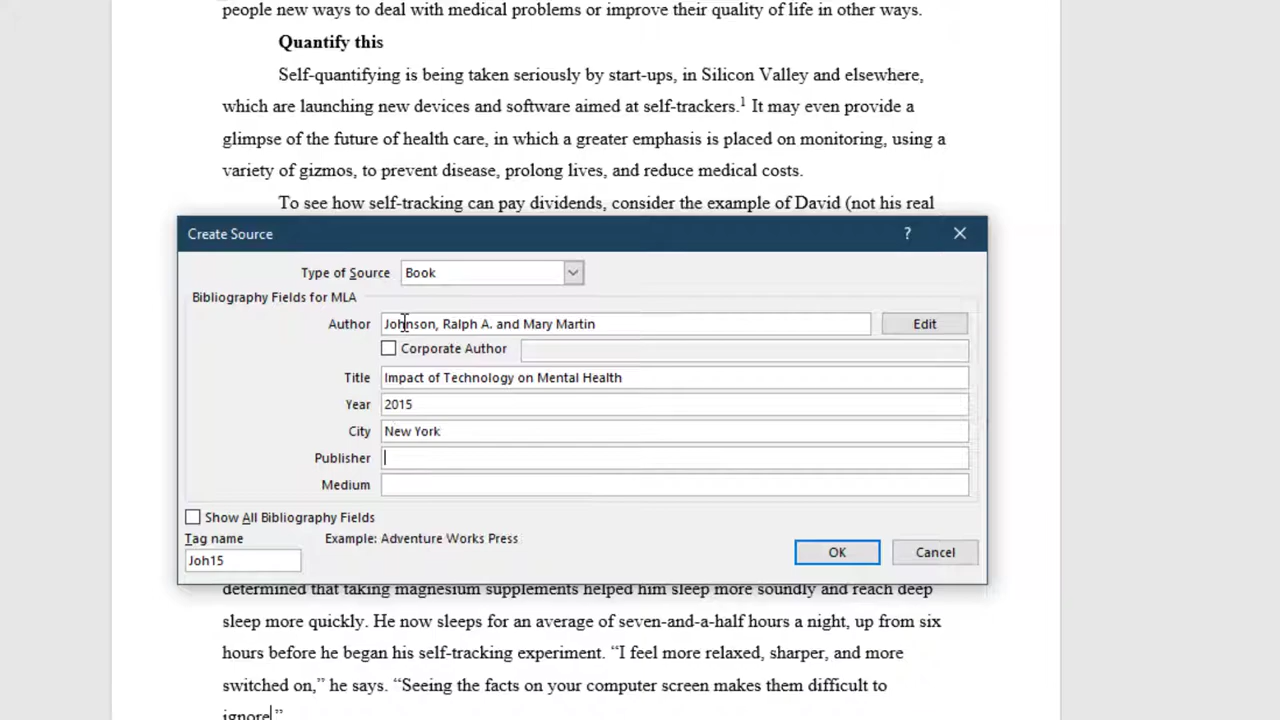 people new ways to deal with medical problems or improve their quality of life in other ways.
Quantify this
Self-quantifying is being taken seriously by start-ups, in Silicon Valley and elsewhere,
which are launching new devices and software aimed at self-trackers.1 It may even provide a
glimpse of the future of health care, in which a greater emphasis is placed on monitoring, using a
variety of gizmos, to prevent disease, prolong lives, and reduce medical costs.
To see how self-tracking can pay dividends, consider the example of David (not his real
Create Source ?
Type of Source Book
Bibliography Fields for MLA
Author Johnson, Ralph A. and Mary Martin Edit
Corporate Author
Title Impact of Technology on Mental Health
Year 2015
City New York
Publisher
Medium
Show All Bibliography Fields
Tag name Example: Adventure Works Press
Joh15 OK Cancel
determined that taking magnesium supplements helped him sleep more soundly and reach deep
sleep more quickly. He now sleeps for an average of seven-and-a-half hours a night, up from six
hours before he began his self-tracking experiment. “I feel more relaxed, sharper, and more
switched on,” he says. “Seeing the facts on your computer screen makes them difficult to
ignore”